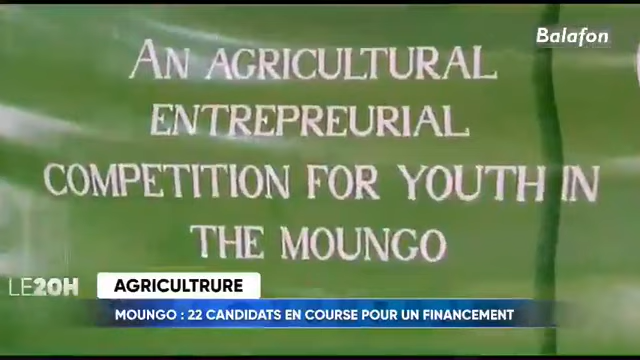 Balafon
AN AGRICULTURAL
ENTREPREURIAL
COMPETITION FOR YOUTH IN
THE MOUNGO
LE20H
AGRICULTRURE
MOUNGO : 22 CANDIDATS EN COURSE POUR UN FINANCEMENT